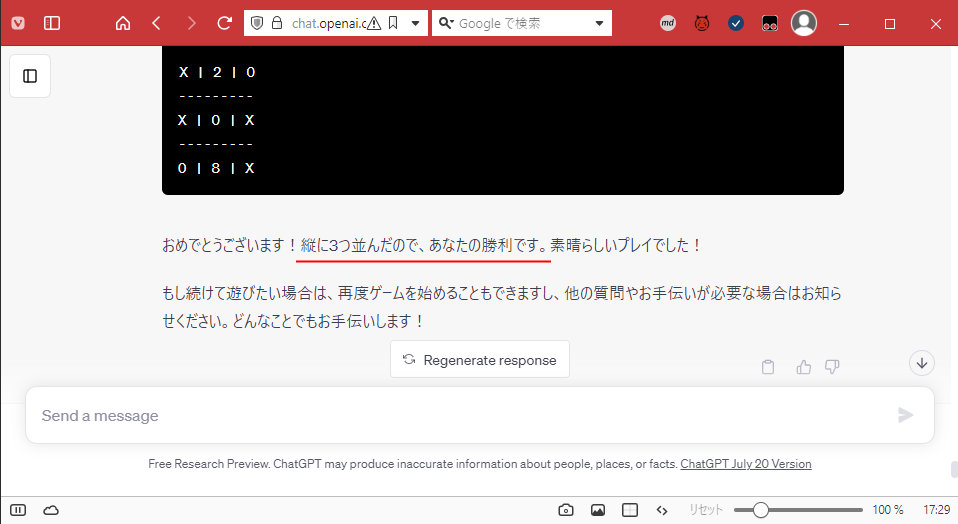 chat.openai.c
Google で検索
md
X | 2 | O
---------
X | O | X
---------
O | 8 | X
おめでとうございます！縦に3つ並んだので、あなたの勝利です。素晴らしいプレイでした！
もし続けて遊びたい場合は、再度ゲームを始めることもできますし、他の質問やお手伝いが必要な場合はお知ら
せください。どんなことでもお手伝いします！
Regenerate response
Send a message
Free Research Preview. ChatGPT may produce inaccurate information about people, places, or facts. ChatGPT July 20 Version
リセット 100 % 17:29